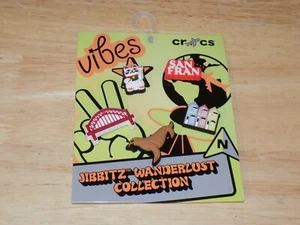 vibes
crocs
SAN
FRAN
N
JIBBITZ™ WANDERLUST
COLLECTION